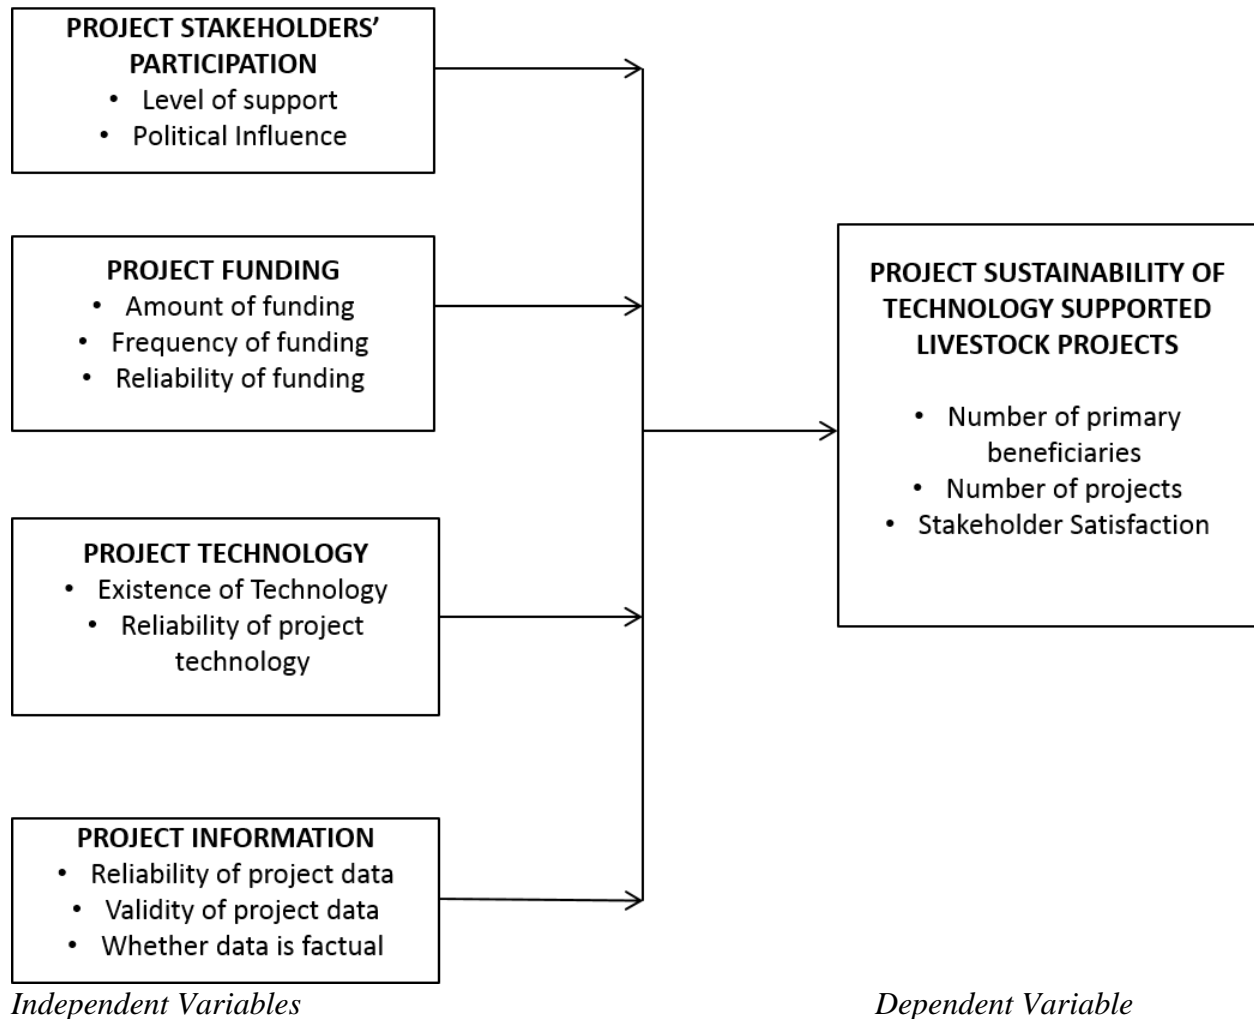 PROJECT STAKEHOLDERS’
PARTICIPATION
• Level of support
• Political Influence
PROJECT FUNDING
• Amount of funding
• Frequency of funding
• Reliability of funding
PROJECT TECHNOLOGY
• Existence of Technology
• Reliability of project
technology
PROJECT INFORMATION
• Reliability of project data
• Validity of project data
• Whether data is factual
Independent Variables
PROJECT SUSTAINABILITY OF
TECHNOLOGY SUPPORTED
LIVESTOCK PROJECTS
• Number of primary
beneficiaries
• Number of projects
• Stakeholder Satisfaction
Dependent Variable